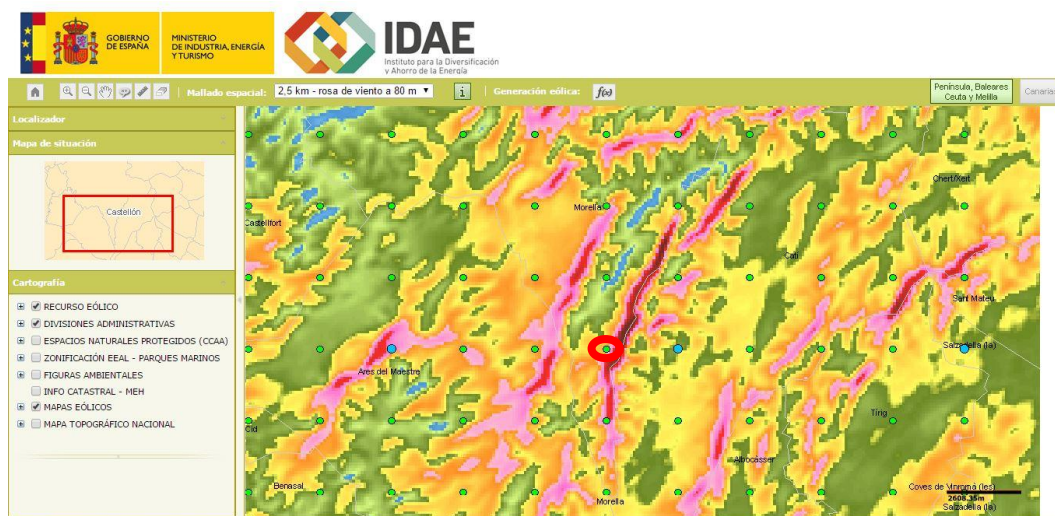 GOBIERNO
DE ESPAÑA
MINISTERIO
DE INDUSTRIA, ENERGÍA
Y TURISMO
IDAE
Instituto para la Diversificación
y Ahorro de la Energía
Mallado espacial:
2,5 km - rosa de viento a 80 m
i
Generación eólica:
f(x)
Península, Baleares
Ceuta y Melilla
Canarias
Localizador
Mapa de situación
Castellón
Cartografía
RECURSO EÓLICO
DIVISIONES ADMINISTRATIVAS
ESPACIOS NATURALES PROTEGIDOS (CCAA)
ZONIFICACIÓN EEAL - PARQUES MARINOS
FIGURAS AMBIENTALES
INFO CATASTRAL - MEH
MAPAS EÓLICOS
MAPA TOPOGRÁFICO NACIONAL
Chert/Xert
Morella
Castellfort
Catí
Sant Mateu
Salzadella (la)
Ares del Maestre
Tírig
Cid
Albocàsser
Benasal
Coves de Vinromà (les)
2608.35m
Morella
Salzadella (la)